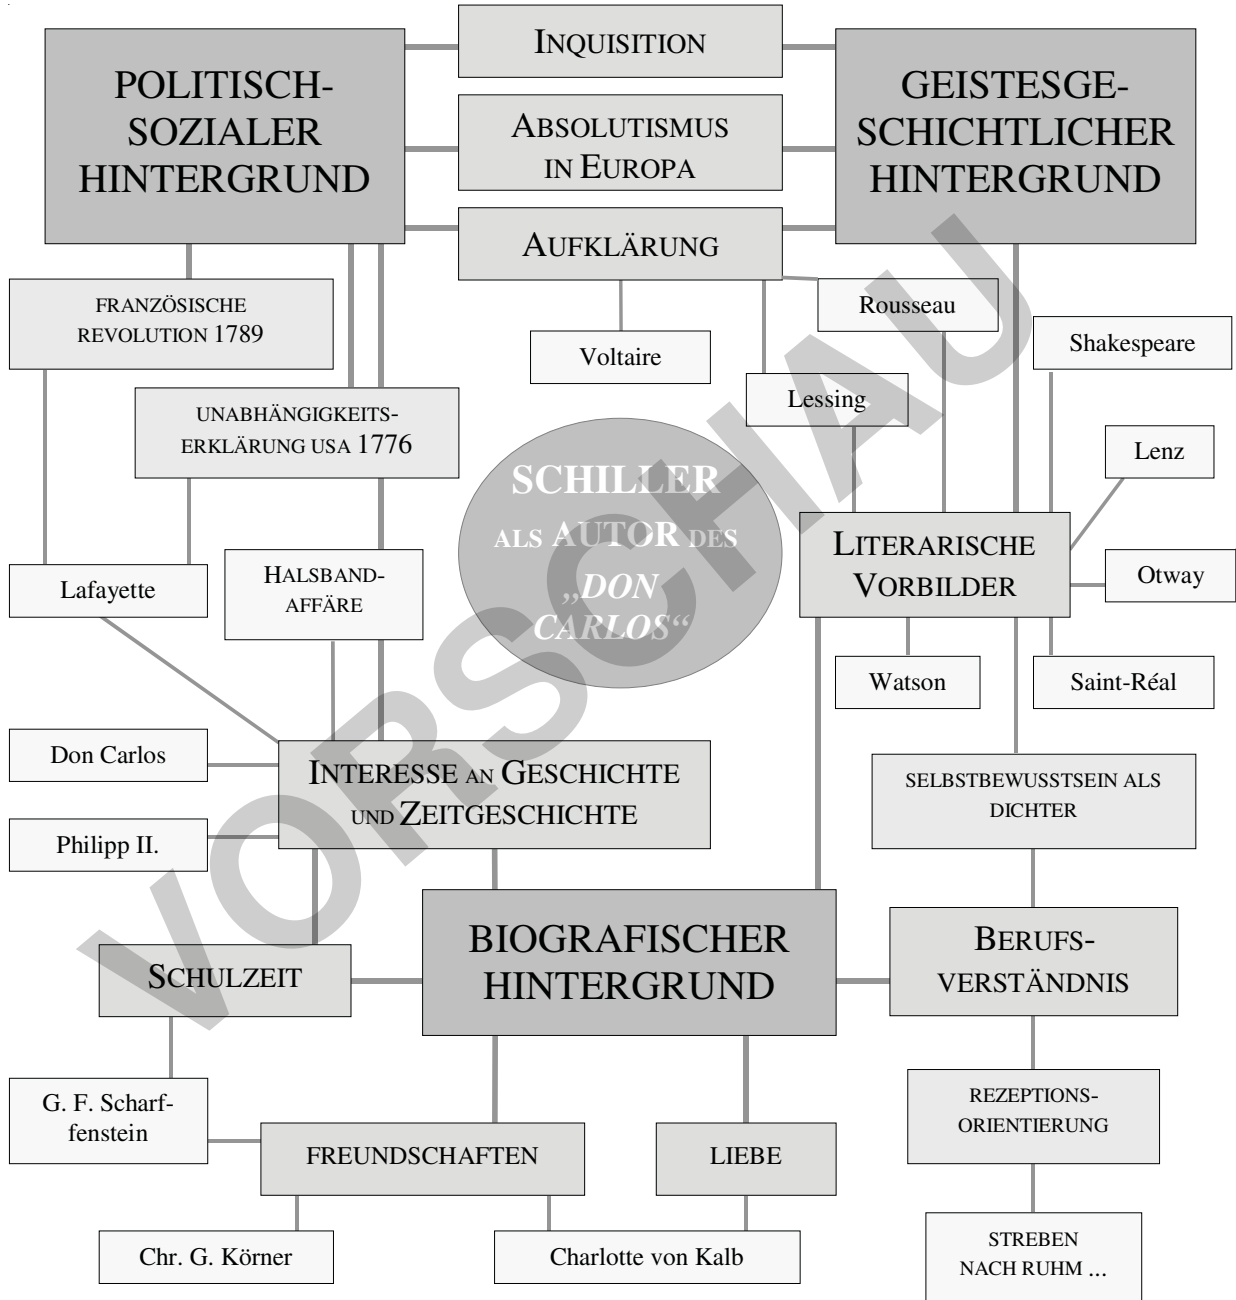 INQUISITION
POLITISCH-
SOZIALER
HINTERGRUND
ABSOLUTISMUS
IN EUROPA
GEISTESGE-
SCHICHTLICHER
HINTERGRUND
AUFKLÄRUNG
FRANZÖSISCHE
REVOLUTION 1789
Rousseau
Voltaire
Shakespeare
Lessing
UNABHÄNGIGKEITS-
ERKLÄRUNG USA 1776
Lenz
SCHILLER
ALS AUTOR DES
„DON
CARLOS“
LITERARISCHE
VORBILDER
Lafayette
HALSBAND-
AFFÄRE
Otway
Watson
Saint-Réal
Don Carlos
INTERESSE AN GESCHICHTE
UND ZEITGESCHICHTE
SELBSTBEWUSSTSEIN ALS
DICHTER
Philipp II.
BIOGRAFISCHER
HINTERGRUND
SCHULZEIT
BERUFS-
VERSTÄNDNIS
G. F. Scharf-
fenstein
FREUNDSCHAFTEN
LIEBE
REZEPTIONS-
ORIENTIERUNG
Chr. G. Körner
Charlotte von Kalb
STREBEN
NACH RUHM ...
VORSCHAU